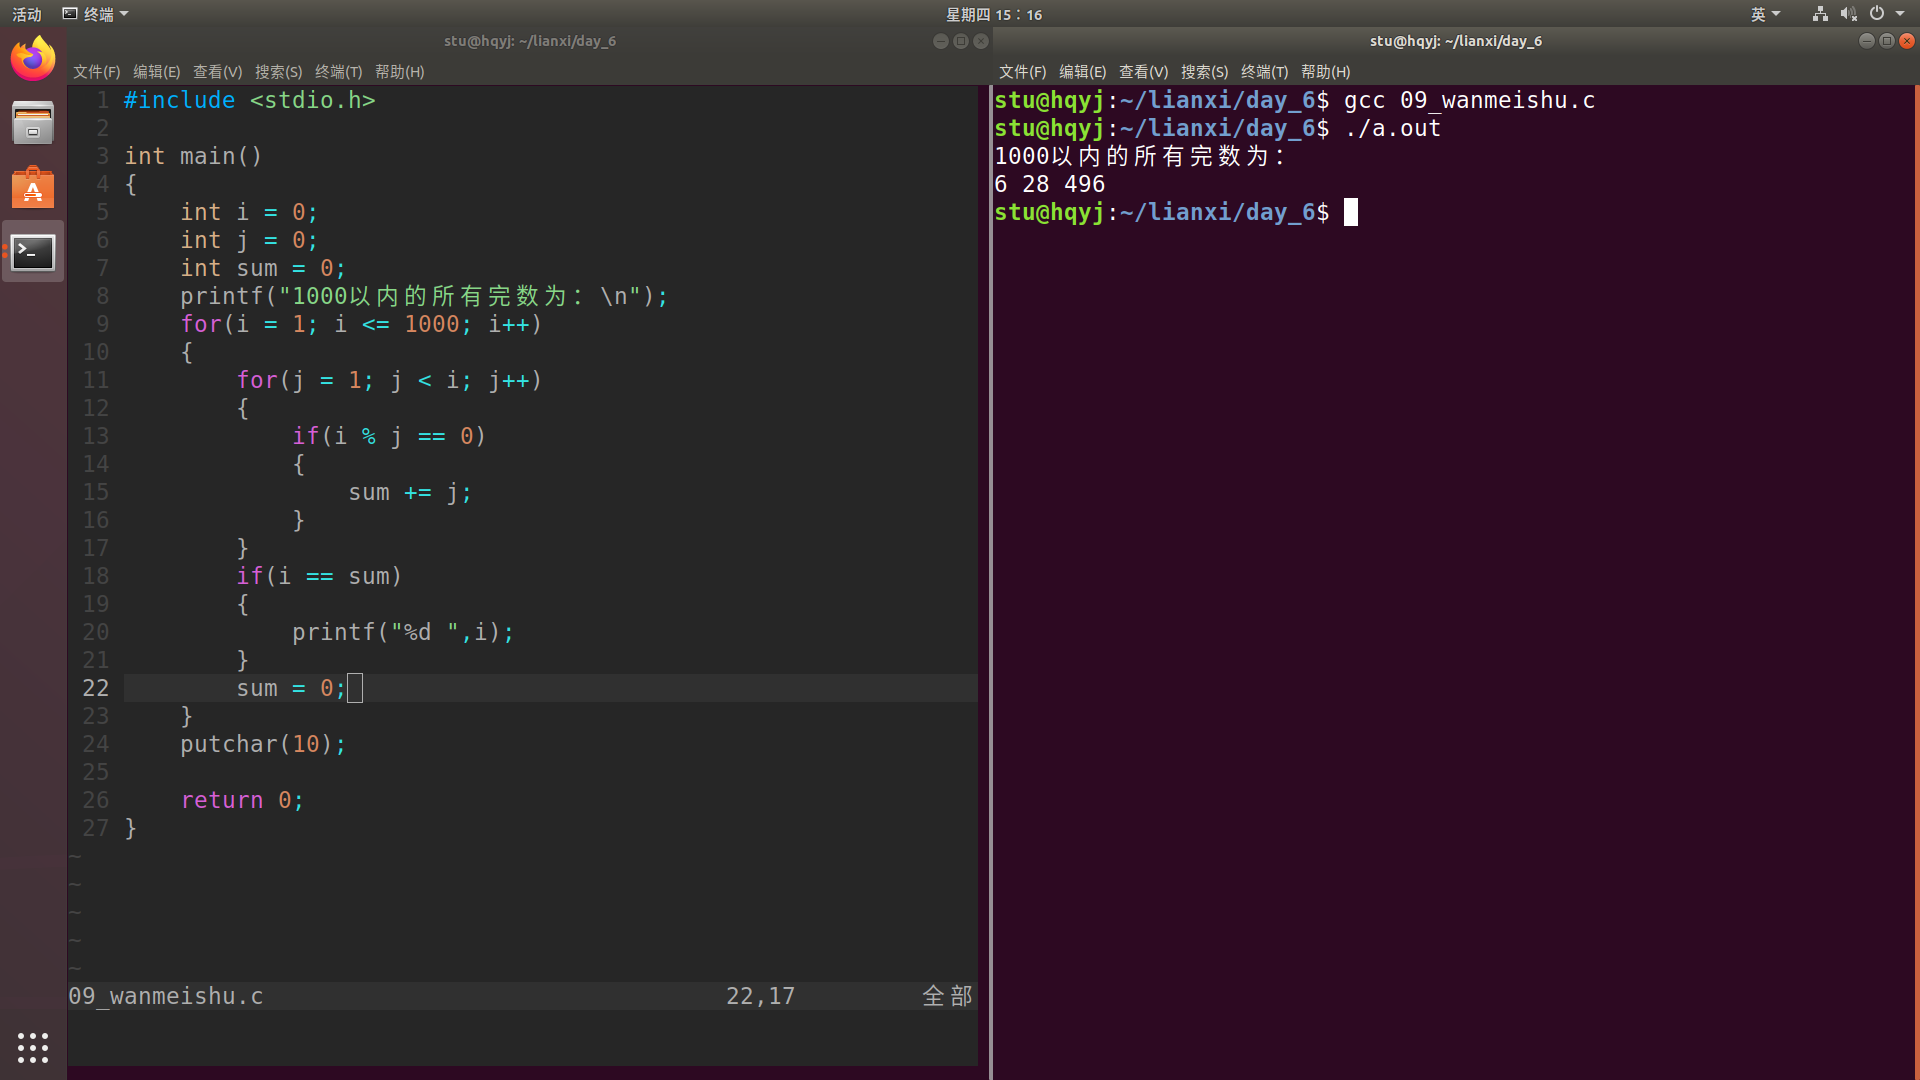 活动 终端 星期四 15：16 英
stu@hqyj: ~/lianxi/day_6
文件(F) 编辑(E) 查看(V) 搜索(S) 终端(T) 帮助(H)
1 #include <stdio.h>
2
3 int main()
4 {
5     int i = 0;
6     int j = 0;
7     int sum = 0;
8     printf("1000以内的所有完数为：\n");
9     for(i = 1; i <= 1000; i++)
10     {
11         for(j = 1; j < i; j++)
12         {
13             if(i % j == 0)
14             {
15                 sum += j;
16             }
17         }
18         if(i == sum)
19         {
20             printf("%d ",i);
21         }
22         sum = 0;
23     }
24     putchar(10);
25
26     return 0;
27 }
~
~
~
~
~
09_wanmeishu.c 22,17 全部
stu@hqyj: ~/lianxi/day_6
文件(F) 编辑(E) 查看(V) 搜索(S) 终端(T) 帮助(H)
stu@hqyj:~/lianxi/day_6$ gcc 09_wanmeishu.c
stu@hqyj:~/lianxi/day_6$ ./a.out
1000以内的所有完数为：
6 28 496
stu@hqyj:~/lianxi/day_6$